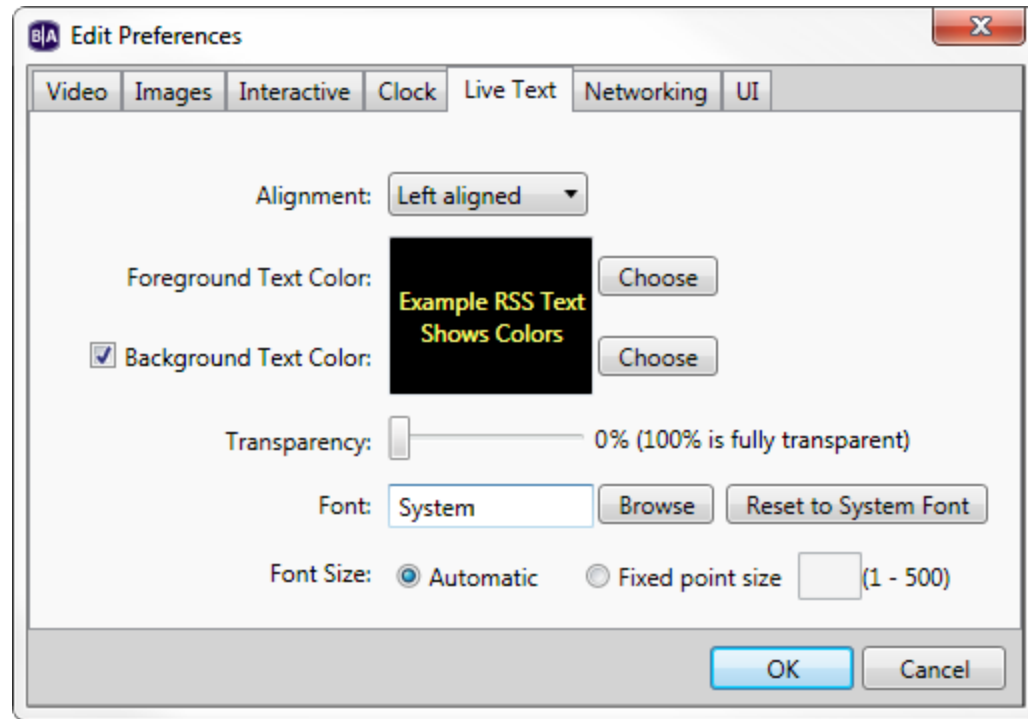 B|A Edit Preferences
Video Images Interactive Clock Live Text Networking UI
Alignment: Left aligned
Foreground Text Color: Choose
Example RSS Text
Shows Colors
Background Text Color: Choose
Transparency: 0% (100% is fully transparent)
Font: System Browse Reset to System Font
Font Size: Automatic Fixed point size (1 - 500)
OK Cancel